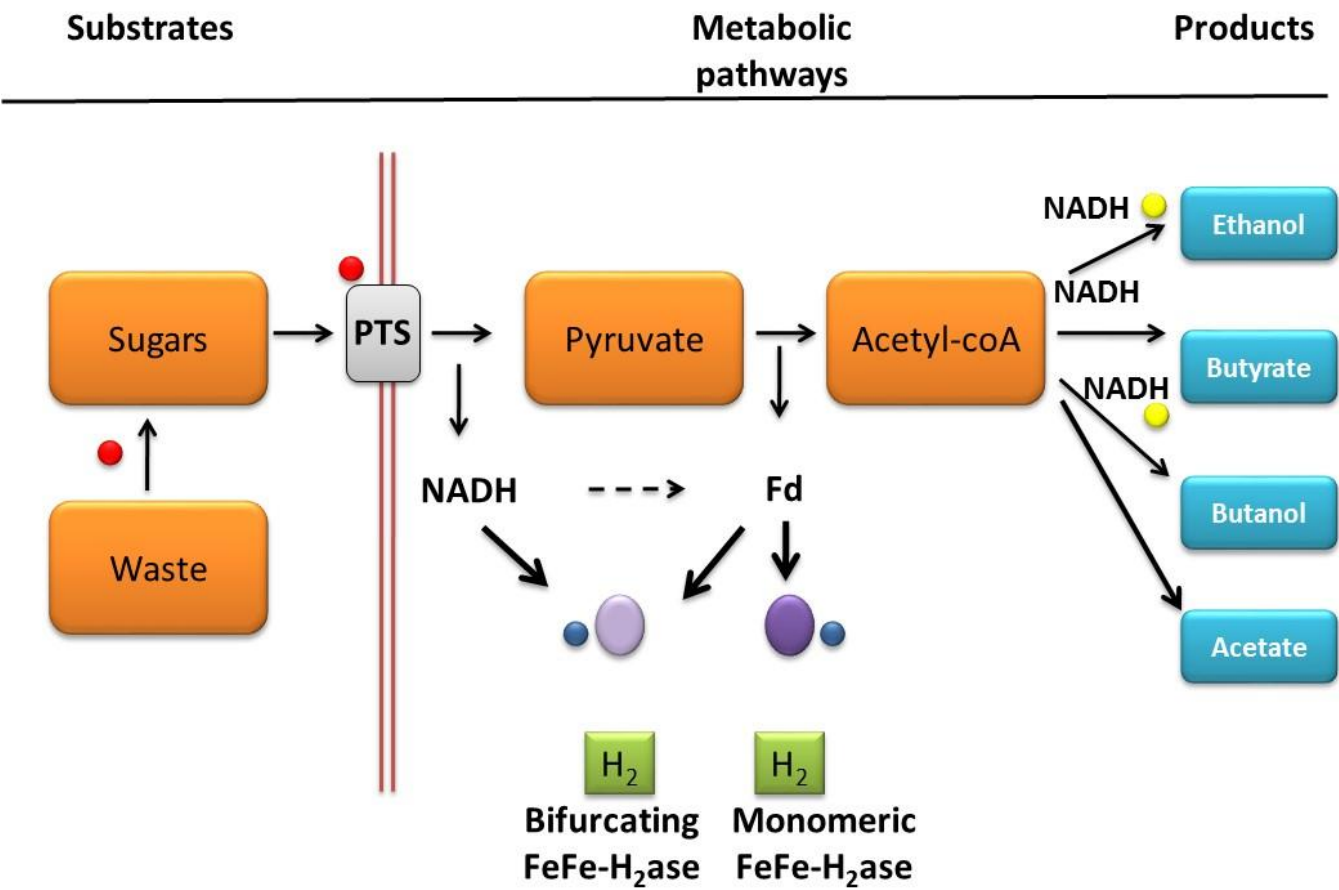 Substrates
Metabolic
pathways
Products
NADH
Ethanol
NADH
Sugars
PTS
Pyruvate
Acetyl-coA
Butyrate
NADH
NADH
Fd
Butanol
Waste
Acetate
H₂
H₂
Bifurcating
FeFe-H₂ase
Monomeric
FeFe-H₂ase